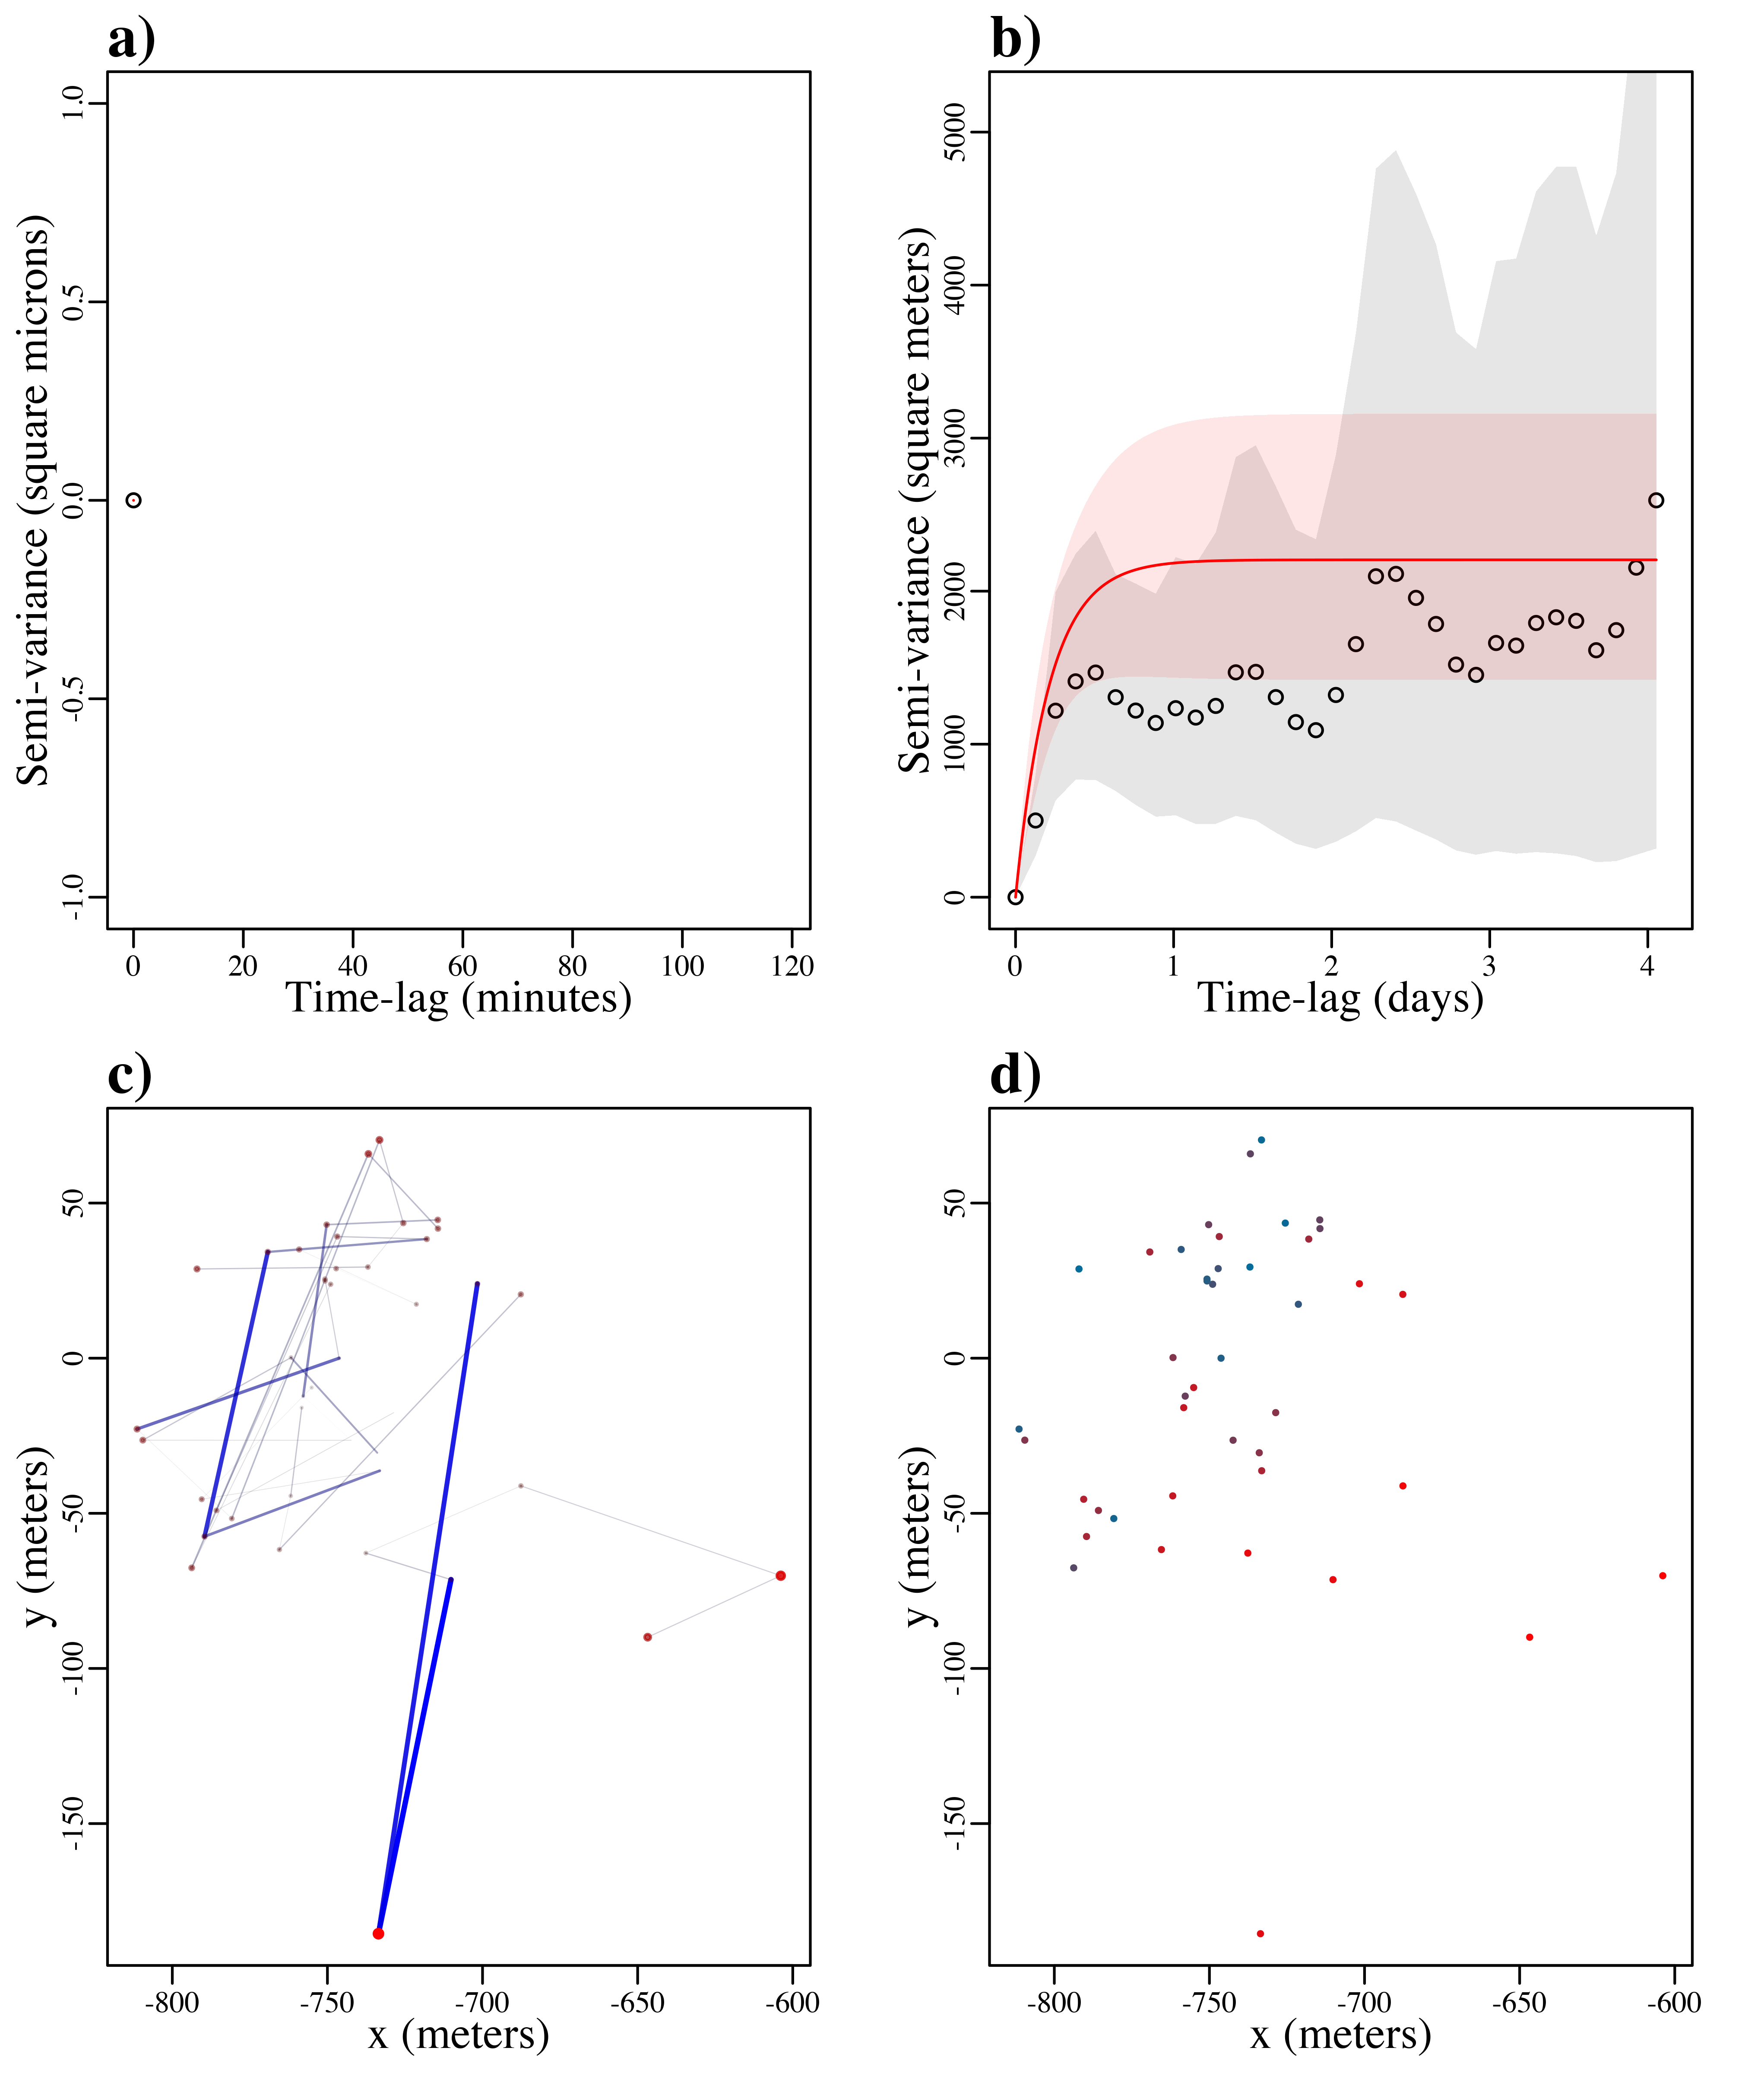 a)
Semi-variance (square microns)
1.0
0.5
0.0
-0.5
-1.0
0 20 40 60 80 100 120
Time-lag (minutes)
b)
Semi-variance (square meters)
5000
4000
3000
2000
1000
0
0 1 2 3 4
Time-lag (days)
c)
y (meters)
50
0
-50
-100
-150
-800 -750 -700 -650 -600
x (meters)
d)
y (meters)
50
0
-50
-100
-150
-800 -750 -700 -650 -600
x (meters)